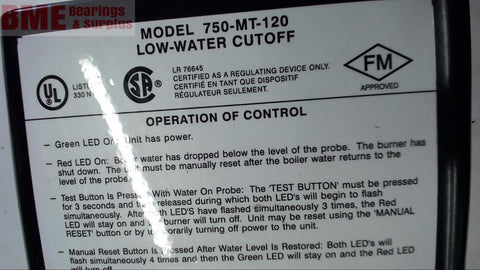 BME Bearings & Surplus
MODEL 750-MT-120
LOW-WATER CUTOFF
UL
LISTED
330 N
SA
LR 76645
CERTIFIED AS A REGULATING DEVICE ONLY.
CERTIFIÉ EN TANT QUE DISPOSITIF
RÉGULATEUR SEULEMENT.
FM
APPROVED
OPERATION OF CONTROL
— Green LED On: Unit has power.
— Red LED On: Boiler water has dropped below the level of the probe. The burner has
shut down. The unit must be manually reset after the boiler water returns to the
level of the probe.
— Test Button Is Pressed With Water On Probe: The 'TEST BUTTON' must be pressed
for 3 seconds and then released during which both LED's will begin to flash
simultaneously. After both LED'S have flashed simultaneously 3 times, the Red
LED will stay on and the burner will turn off. Unit may be reset using the 'MANUAL
RESET' button or by temporarily turning off power to the unit.
— Manual Reset Button Is Pressed After Water Level Is Restored: Both LED's will
flash simultaneously 4 times and then the Green LED will stay on and the Red LED
will turn off.